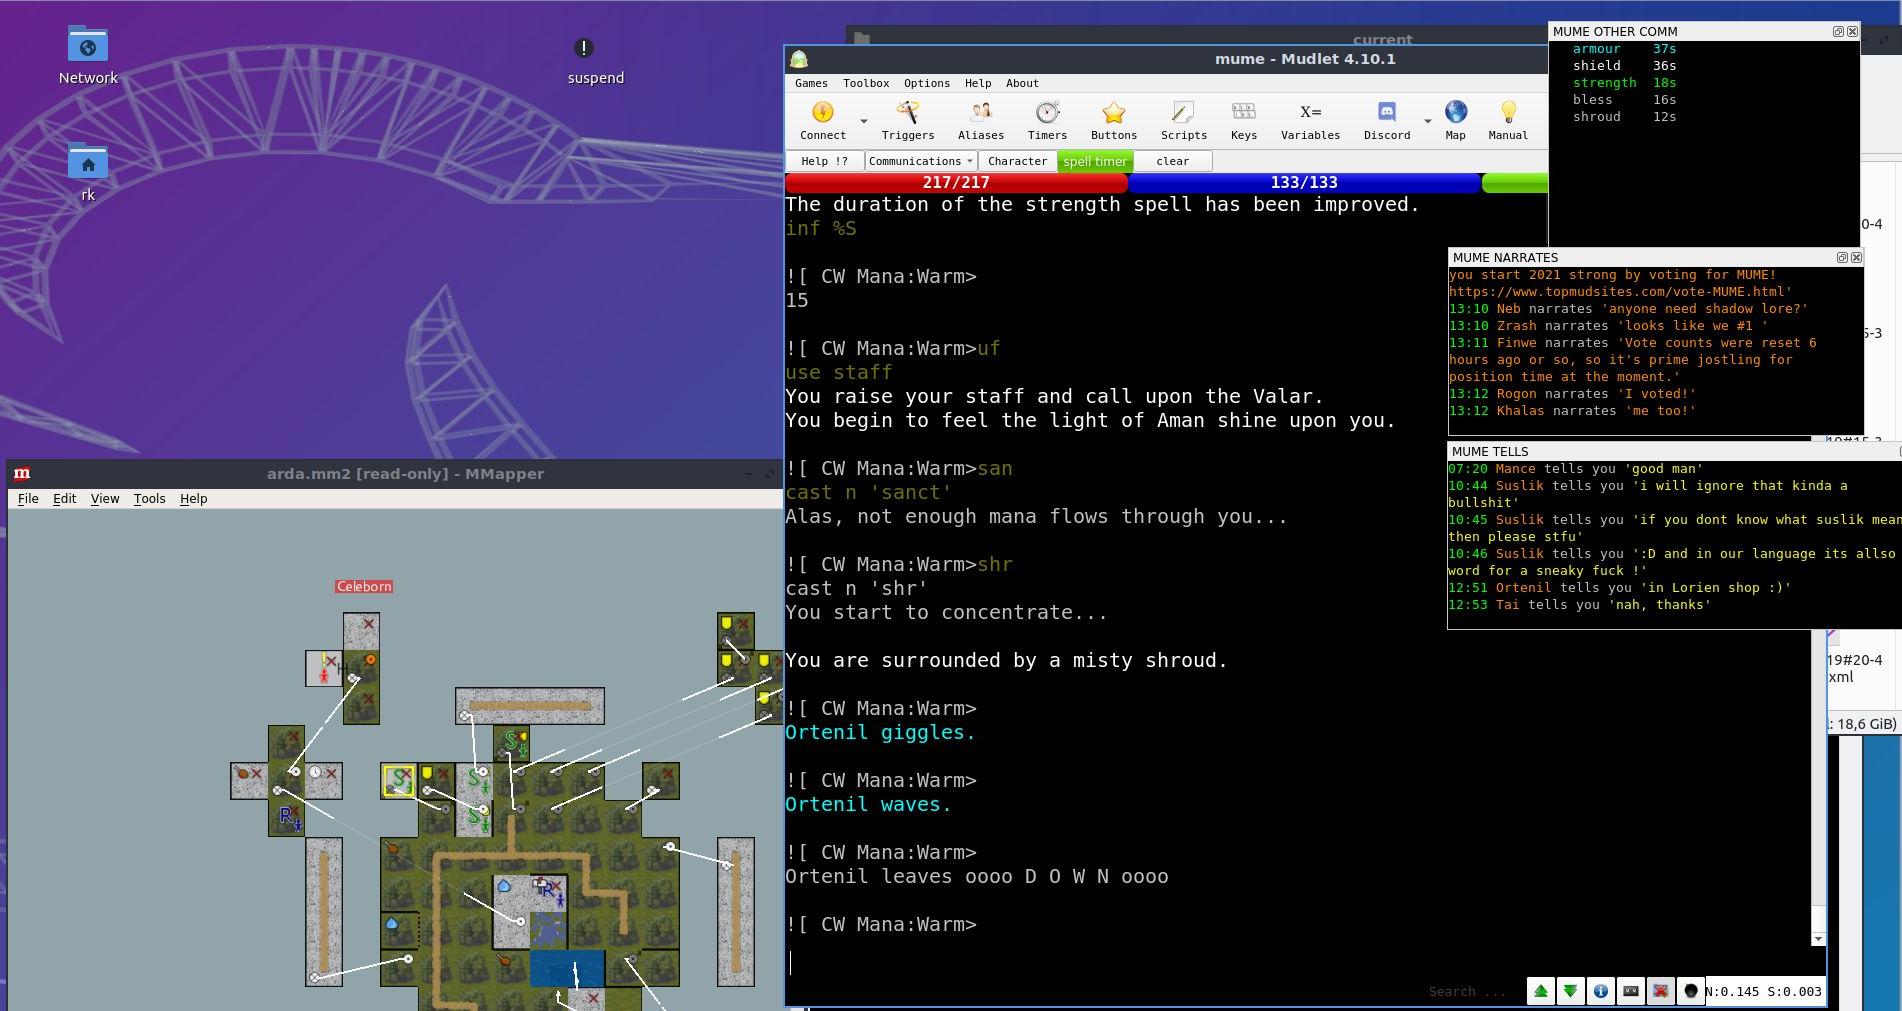 Network
suspend
rk
current
mume - Mudlet 4.10.1
Games Toolbox Options Help About
Connect Triggers Aliases Timers Buttons Scripts Keys X= Variables Discord Map Manual
Help !? Communications Character spell timer clear
217/217 133/133
The duration of the strength spell has been improved.
inf %S
![ CW Mana:Warm>
15
![ CW Mana:Warm>uf
use staff
You raise your staff and call upon the Valar.
You begin to feel the light of Aman shine upon you.
![ CW Mana:Warm>san
cast n 'sanct'
Alas, not enough mana flows through you...
![ CW Mana:Warm>shr
cast n 'shr'
You start to concentrate...
You are surrounded by a misty shroud.
![ CW Mana:Warm>
Ortenil giggles.
![ CW Mana:Warm>
Ortenil waves.
![ CW Mana:Warm>
Ortenil leaves oooo D O W N oooo
![ CW Mana:Warm>
Search ...
N:0.145 S:0.003
MUME OTHER COMM
armour 37s
shield 36s
strength 18s
bless 16s
shroud 12s
MUME NARRATES
you start 2021 strong by voting for MUME!
https://www.topmudsites.com/vote-MUME.html'
13:10 Neb narrates 'anyone need shadow lore?'
13:10 Zrash narrates 'looks like we #1 '
13:11 Finwe narrates 'Vote counts were reset 6
hours ago or so, so it's prime jostling for
position time at the moment.'
13:12 Rogon narrates 'I voted!'
13:12 Khalas narrates 'me too!'
MUME TELLS
07:20 Mance tells you 'good man'
10:44 Suslik tells you 'i will ignore that kinda a
bullshit'
10:45 Suslik tells you 'if you dont know what suslik mean
then please stfu'
10:46 Suslik tells you ':D and in our language its allso
word for a sneaky fuck !'
12:51 Ortenil tells you 'in Lorien shop :)'
12:53 Tai tells you 'nah, thanks'
0-4
5-3
19#20-4
xml
: 18,6 GiB)
arda.mm2 [read-only] - MMapper
File Edit View Tools Help
Celeborn
S
S
S
S
R
R